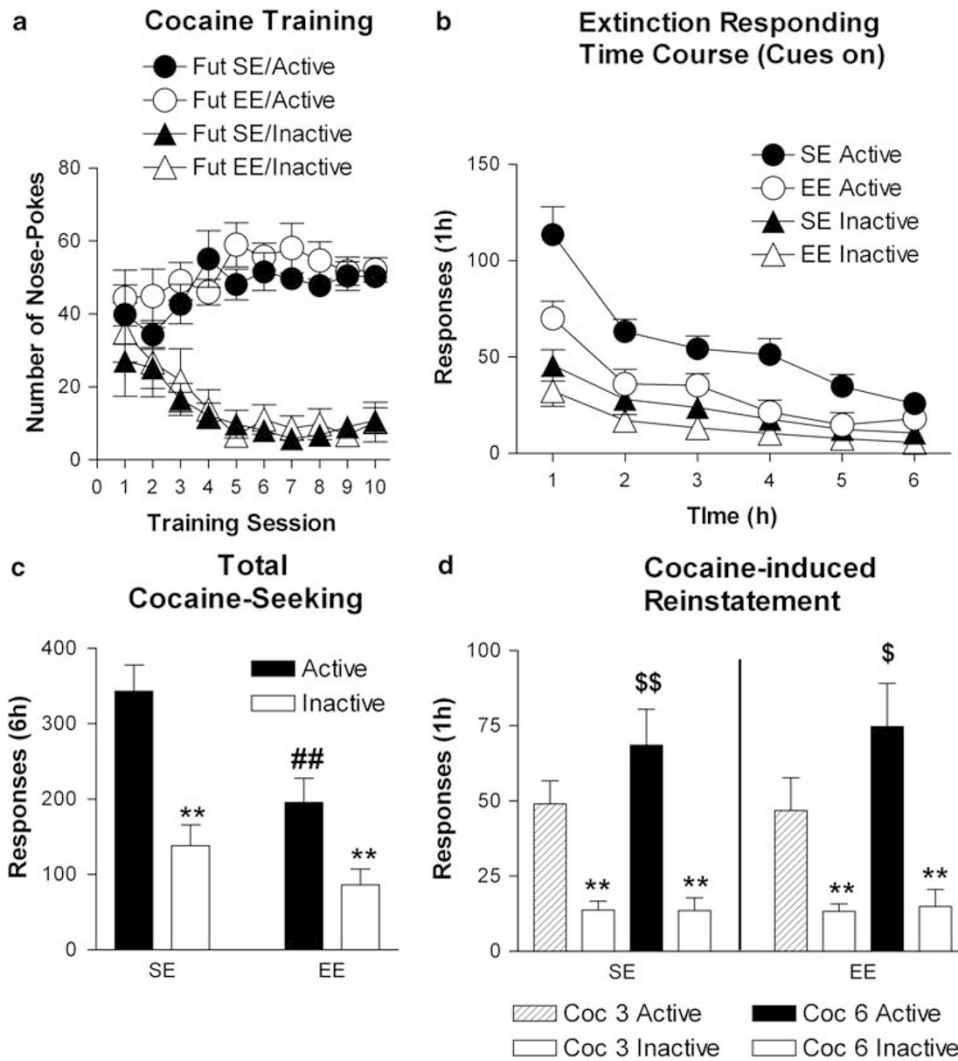 a
Cocaine Training
Fut SE/Active
Fut EE/Active
Fut SE/Inactive
Fut EE/Inactive
80
60
40
20
0
Number of Nose-Pokes
0 1 2 3 4 5 6 7 8 9 10
Training Session
b
Extinction Responding
Time Course (Cues on)
SE Active
EE Active
SE Inactive
EE Inactive
150
100
50
0
Responses (1h)
1 2 3 4 5 6
TIme (h)
c
Total
Cocaine-Seeking
Active
Inactive
400
300
200
100
0
Responses (6h)
**
##
**
SE EE
d
Cocaine-induced
Reinstatement
100
75
50
25
0
Responses (1h)
$$
$
** ** ** **
SE EE
Coc 3 Active Coc 6 Active
Coc 3 Inactive Coc 6 Inactive